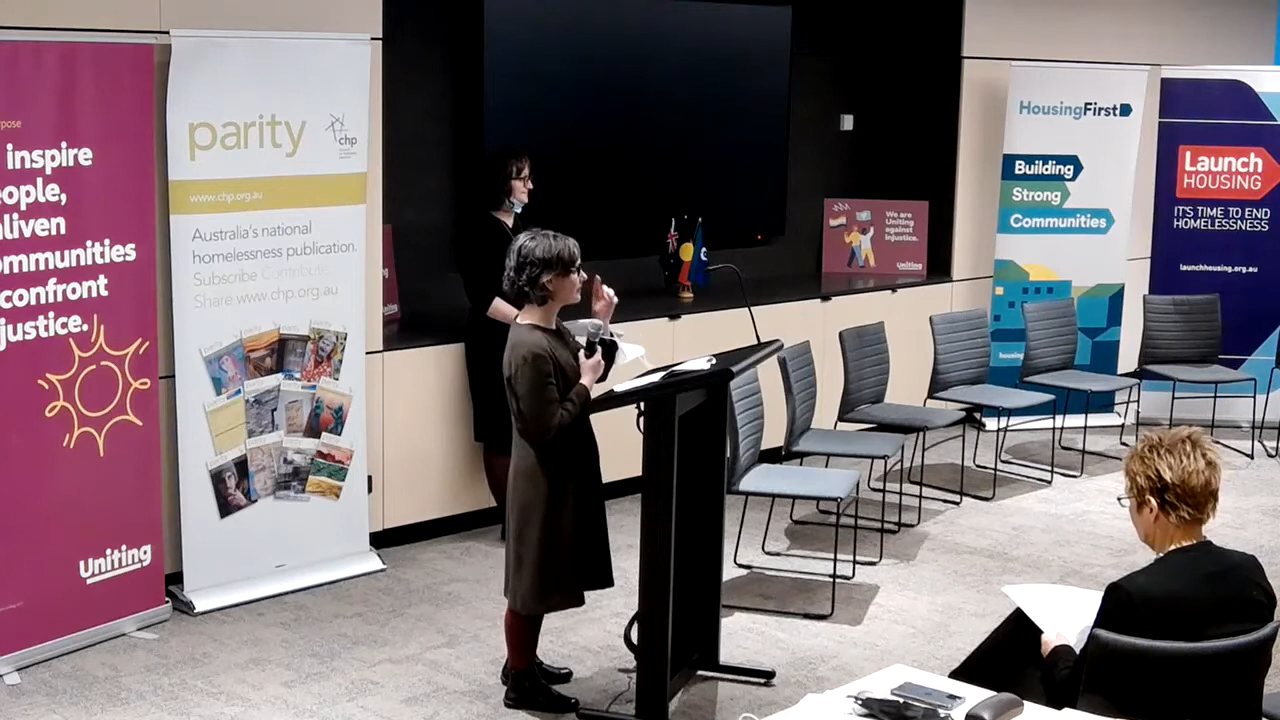 inspire
liven
confront
justice.
Uniting
parity
chp
www.chp.org.au
Australia's national
homelessness publication.
Subscribe Contribute
Share www.chp.org.au
We are
Uniting
against
injustice.
Uniting
HousingFirst
Building
Strong
Communities
Launch
HOUSING
IT'S TIME TO END
HOMELESSNESS
launchhousing.org.au